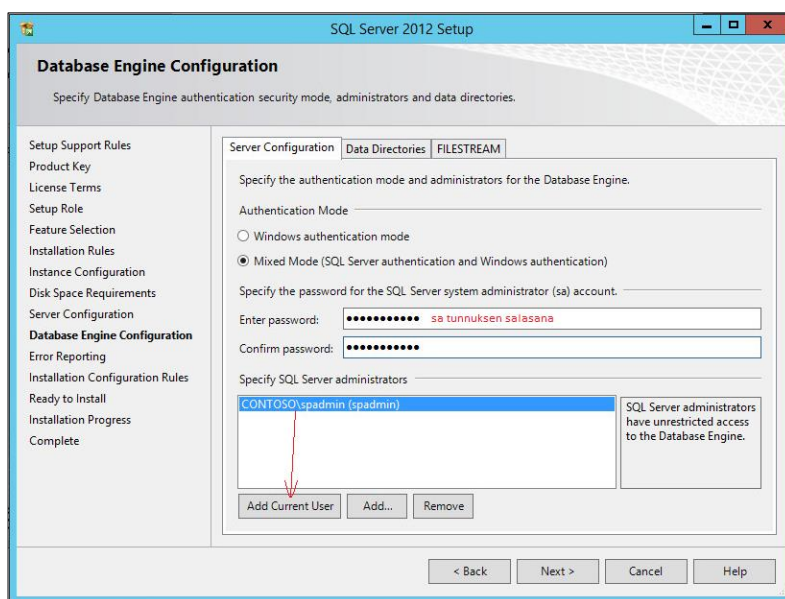 SQL Server 2012 Setup
Database Engine Configuration
Specify Database Engine authentication security mode, administrators and data directories.
Setup Support Rules
Product Key
License Terms
Setup Role
Feature Selection
Installation Rules
Instance Configuration
Disk Space Requirements
Server Configuration
Database Engine Configuration
Error Reporting
Installation Configuration Rules
Ready to Install
Installation Progress
Complete
Server Configuration Data Directories FILESTREAM
Specify the authentication mode and administrators for the Database Engine.
Authentication Mode
Windows authentication mode
Mixed Mode (SQL Server authentication and Windows authentication)
Specify the password for the SQL Server system administrator (sa) account.
Enter password: ●●●●●●●●●●● sa tunnuksen salasana
Confirm password: ●●●●●●●●●●●
Specify SQL Server administrators
CONTOSO\spadmin (spadmin)
SQL Server administrators
have unrestricted access
to the Database Engine.
Add Current User Add... Remove
< Back Next > Cancel Help